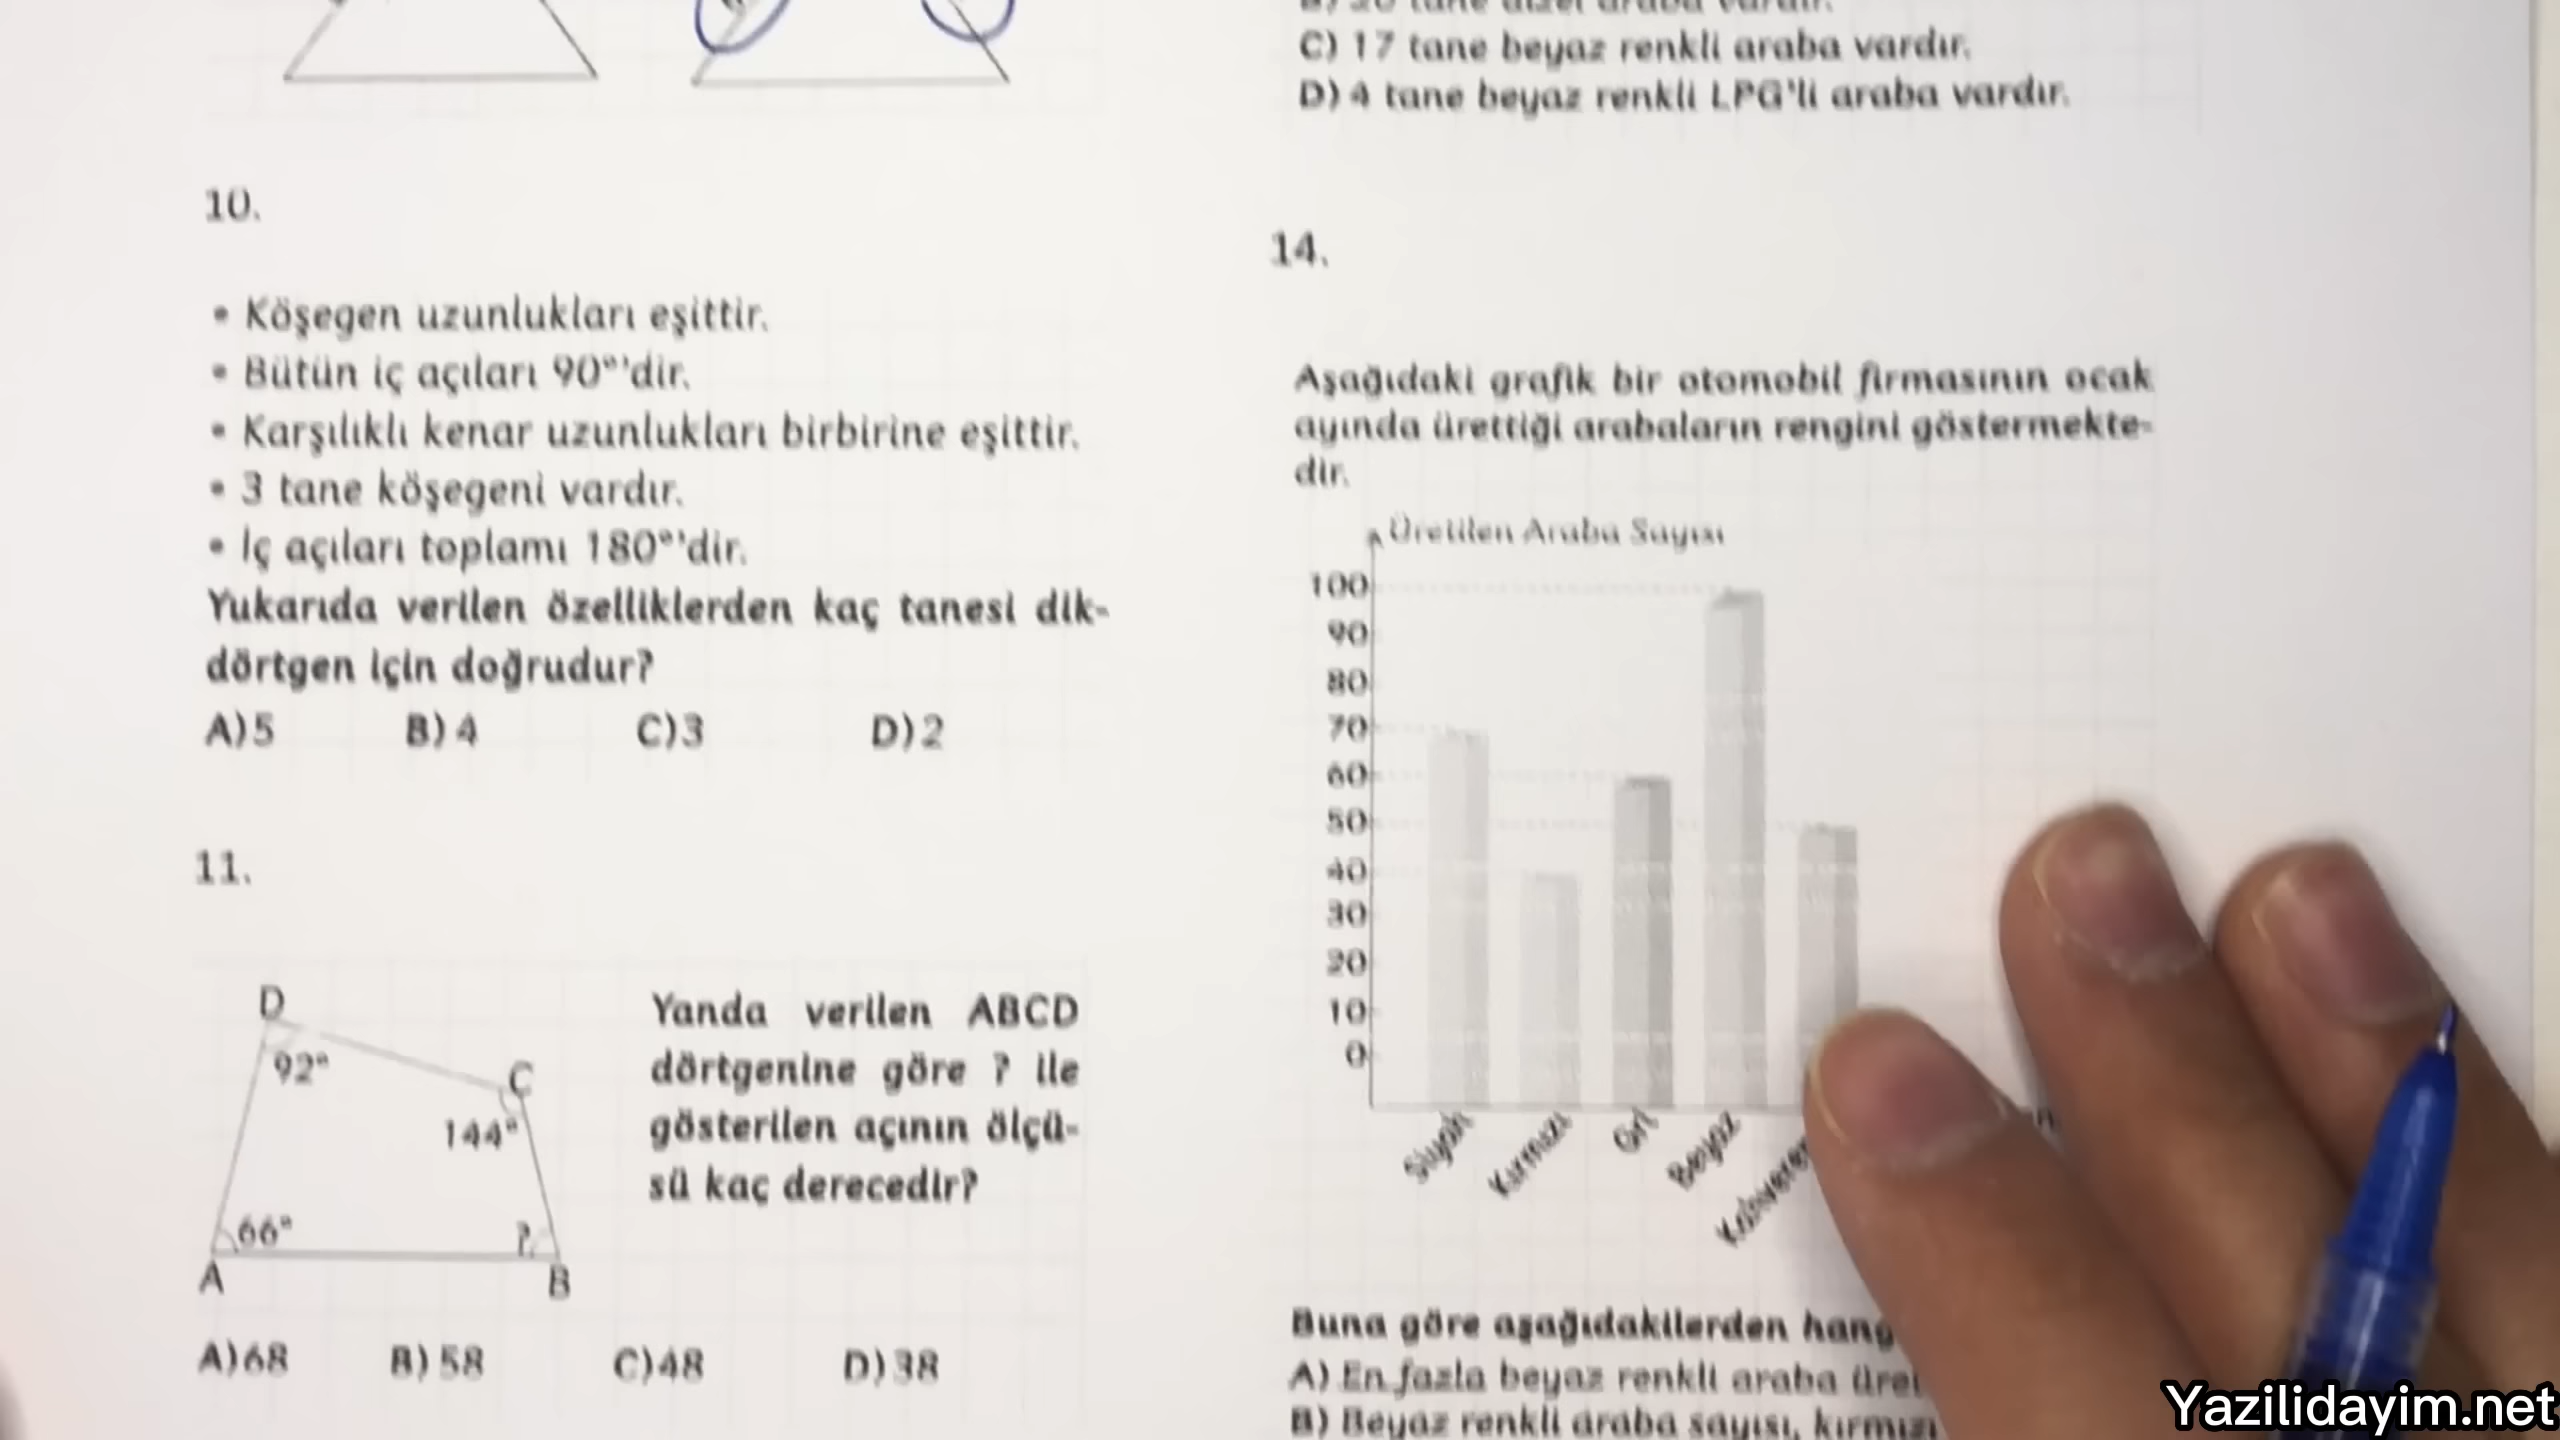 10.
• Köşegen uzunlukları eşittir.
• Bütün iç açıları 90°'dir.
• Karşılıklı kenar uzunlukları birbirine eşittir.
• 3 tane köşegeni vardır.
• İç açıları toplamı 180°'dir.
Yukarıda verilen özelliklerden kaç tanesi dik-
dörtgen için doğrudur?
A)5 B) 4 C)3 D)2
11.
D
92°
C
144°
66°
?
A
B
Yanda verilen ABCD
dörtgenine göre ? ile
gösterilen açının ölçü-
sü kaç derecedir?
A)68 B) 58 C)48 D)38
C) 17 tane beyaz renkli araba vardır.
D) 4 tane beyaz renkli LPG'li araba vardır.
14.
Aşağıdaki grafik bir otomobil firmasının ocak
ayında ürettiği arabaların rengini göstermekte-
dir.
Üretilen Araba Sayısı
100
90
80
70
60
50
40
30
20
10
0
Siyah
Kırmızı
Gri
Beyaz
Buna göre aşağıdakilerden
A) En fazla beyaz renkli araba
B) Beyaz renkli araba sayısı, kırmızı
Yazilidayim.net